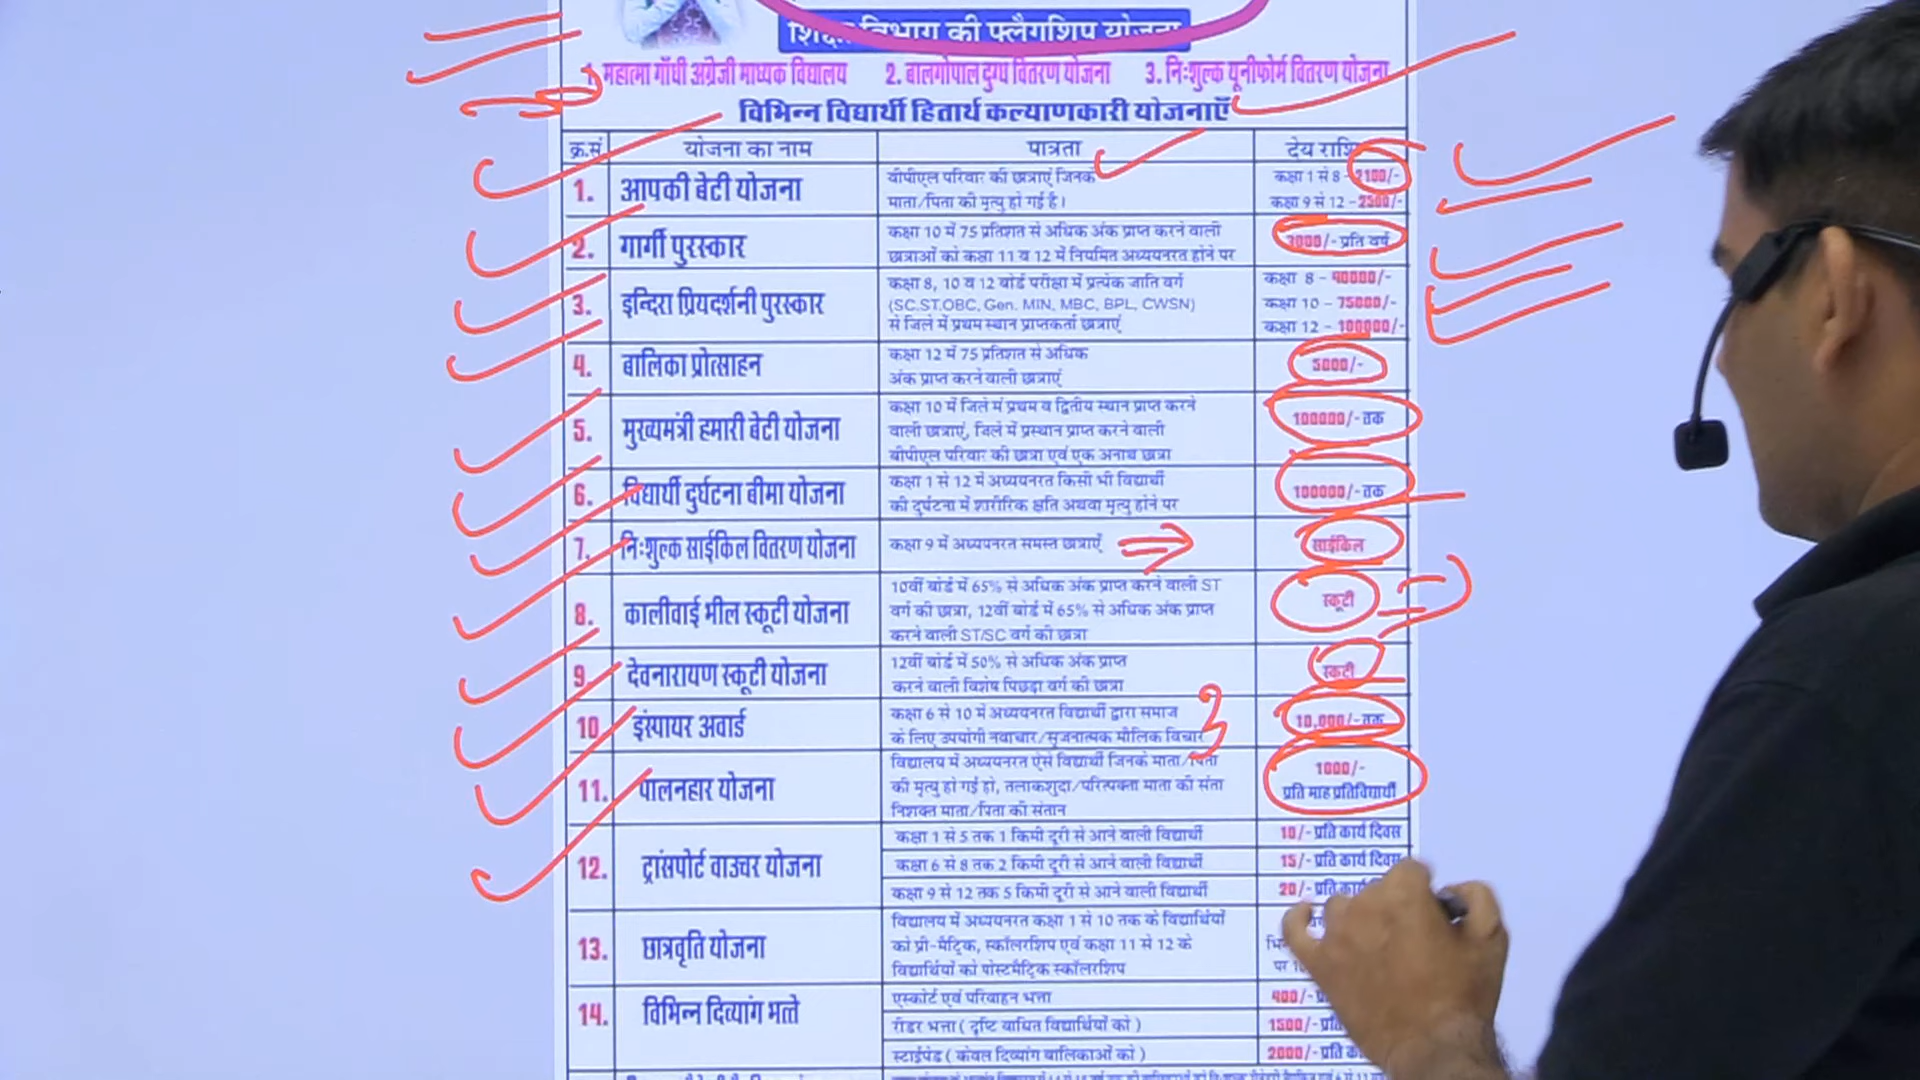 शिक्षा विभाग की फ्लैगशिप योजना
1. महात्मा गाँधी अंग्रेजी माध्यक विद्यालय 2. बालगोपाल दुग्ध वितरण योजना 3. निःशुल्क यूनीफोर्म वितरण योजना
विभिन्न विद्यार्थी हितार्थ कल्याणकारी योजनाएँ
क्र.सं योजना का नाम पात्रता देय राशि
1. आपकी बेटी योजना
बीपीएल परिवार की छात्राएं जिनके
माता/पिता की मृत्यु हो गई है।
कक्षा 1 से 8 - 2100/-
कक्षा 9 से 12 - 2500/-
2. गार्गी पुरस्कार
कक्षा 10 में 75 प्रतिशत से अधिक अंक प्राप्त करने वाली
छात्राओं को कक्षा 11 व 12 में नियमित अध्ययनरत होने पर
3000/- प्रति वर्ष
3. इन्दिरा प्रियदर्शनी पुरस्कार
कक्षा 8, 10 व 12 बोर्ड परीक्षा में प्रत्येक जाति वर्ग
(SC.ST.OBC, Gen. MIN, MBC, BPL, CWSN)
से जिले में प्रथम स्थान प्राप्तकर्ता छात्राएं
कक्षा 8 - 40000/-
कक्षा 10 - 75000/-
कक्षा 12 - 100000/-
4. बालिका प्रोत्साहन
कक्षा 12 में 75 प्रतिशत से अधिक
अंक प्राप्त करने वाली छात्राएं
5000/-
5. मुख्यमंत्री हमारी बेटी योजना
कक्षा 10 में जिले में प्रथम व द्वितीय स्थान प्राप्त करने
वाली छात्राएं, जिले में प्रस्थान प्राप्त करने वाली
बीपीएल परिवार की छात्रा एवं एक अनाथ छात्रा
100000/- तक
6. विद्यार्थी दुर्घटना बीमा योजना
कक्षा 1 से 12 में अध्ययनरत किसी भी विद्यार्थी
की दुर्घटना में शारीरिक क्षति अथवा मृत्यु होने पर
100000/- तक
7. निःशुल्क साईकिल वितरण योजना
कक्षा 9 में अध्ययनरत समस्त छात्राएँ
साईकिल
8. कालीवाई भील स्कूटी योजना
10वीं बोर्ड में 65% से अधिक अंक प्राप्त करने वाली ST
वर्ग की छात्रा, 12वीं बोर्ड में 65% से अधिक अंक प्राप्त
करने वाली ST/SC वर्ग की छात्रा
स्कूटी
9. देवनारायण स्कूटी योजना
12वीं बोर्ड में 50% से अधिक अंक प्राप्त
करने वाली विशेष पिछड़ा वर्ग की छात्रा
स्कूटी
10. इंस्पायर अवार्ड
कक्षा 6 से 10 में अध्ययनरत विद्यार्थी द्वारा समाज
के लिए उपयोगी नवाचार/सृजनात्मक मौलिक विचार
10,000/- तक
3
11. पालनहार योजना
विद्यालय में अध्ययनरत ऐसे विद्यार्थी जिनके माता/पिता
की मृत्यु हो गई हो, तलाकशुदा/परित्यक्ता माता की संता
निशक्त माता/पिता की संतान
1000/-
प्रति माह प्रतिविद्यार्थी
12. ट्रांसपोर्ट वाउचर योजना
कक्षा 1 से 5 तक 1 किमी दूरी से आने वाली विद्यार्थी 10/- प्रति कार्य दिवस
कक्षा 6 से 8 तक 2 किमी दूरी से आने वाली विद्यार्थी 15/- प्रति कार्य दिवस
कक्षा 9 से 12 तक 5 किमी दूरी से आने वाली विद्यार्थी 20/- प्रति कार्य
13. छात्रवृति योजना
विद्यालय में अध्ययनरत कक्षा 1 से 10 तक के विद्यार्थियों
को प्री-मैट्रिक, स्कॉलरशिप एवं कक्षा 11 से 12 के
विद्यार्थियों को पोस्टमैट्रिक स्कॉलरशिप
14. विभिन्न दिव्यांग भत्ते
एस्कोर्ट एवं परिवाहन भत्ता 400/-
रीडर भत्ता ( दृष्टि बाधित विद्यार्थियों को ) 1500/-
स्टाईपेंड ( केवल दिव्यांग बालिकाओं को ) 2000/-